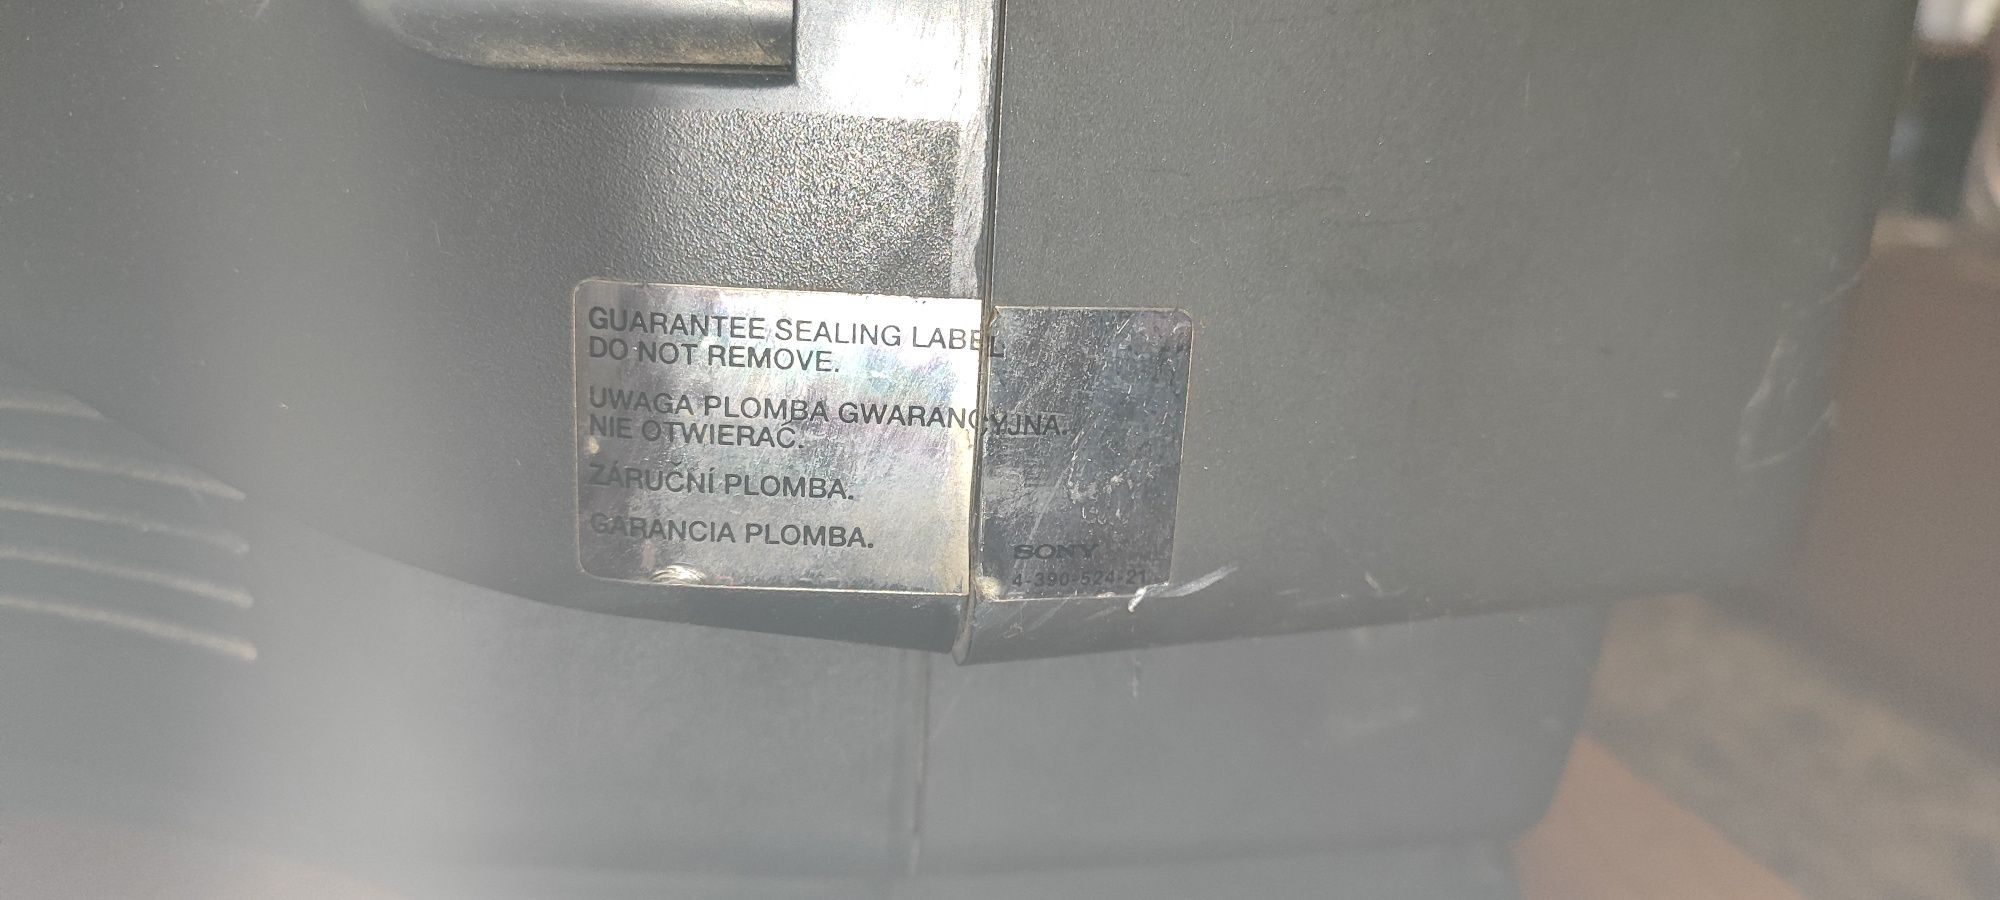 GUARANTEE SEALING LABEL
DO NOT REMOVE.
UWAGA PLOMBA GWARANCYJNA.
NIE OTWIERAĆ.
ZÁRUČNÍ PLOMBA.
GARANCIA PLOMBA.
SONY
4-390-524-21